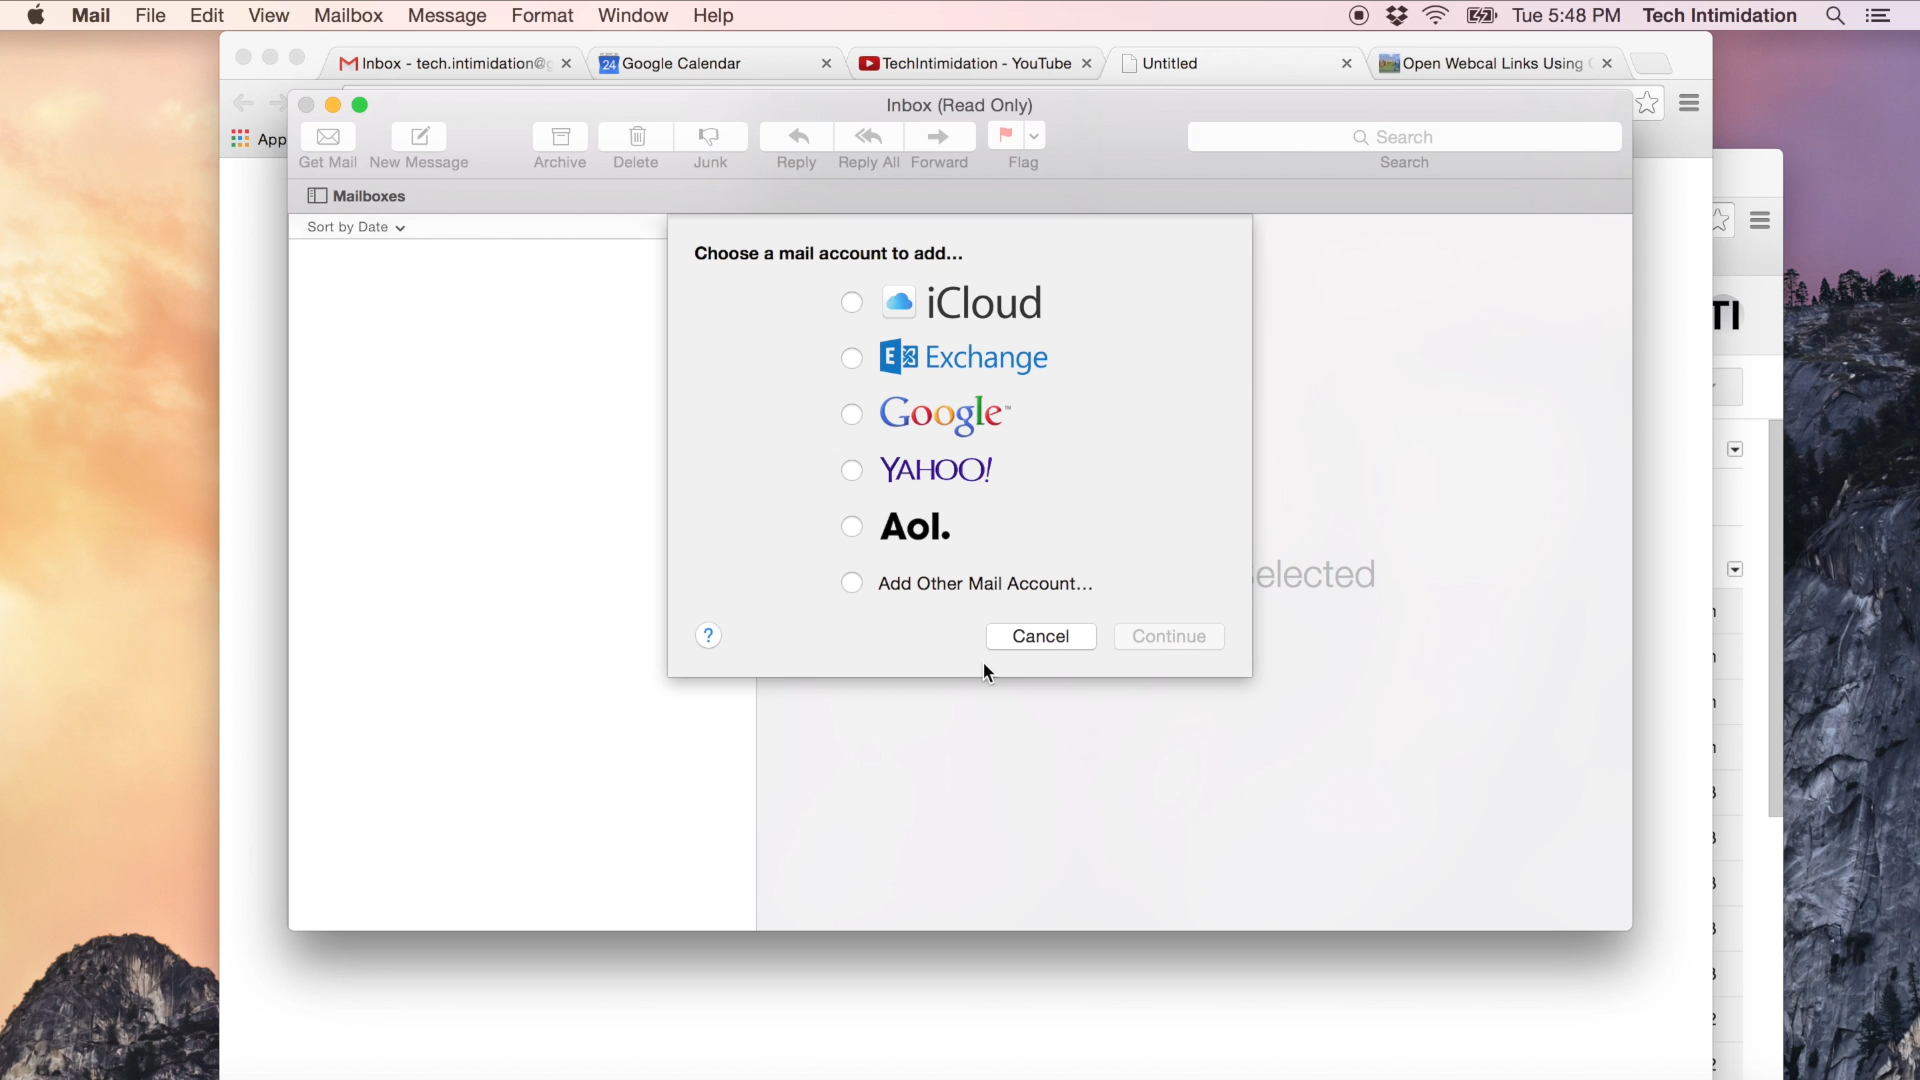 Mail File Edit View Mailbox Message Format Window Help Tue 5:48 PM Tech Intimidation
Inbox - tech.intimidation@g 24 Google Calendar TechIntimidation - YouTube Untitled Open Webcal Links Using
Inbox (Read Only)
App
Search
Get Mail New Message Archive Delete Junk Reply Reply All Forward Flag Search
Mailboxes
Sort by Date
Choose a mail account to add...
iCloud
E Exchange
Google™
YAHOO!
Aol.
Add Other Mail Account...
? Cancel Continue
elected
TI